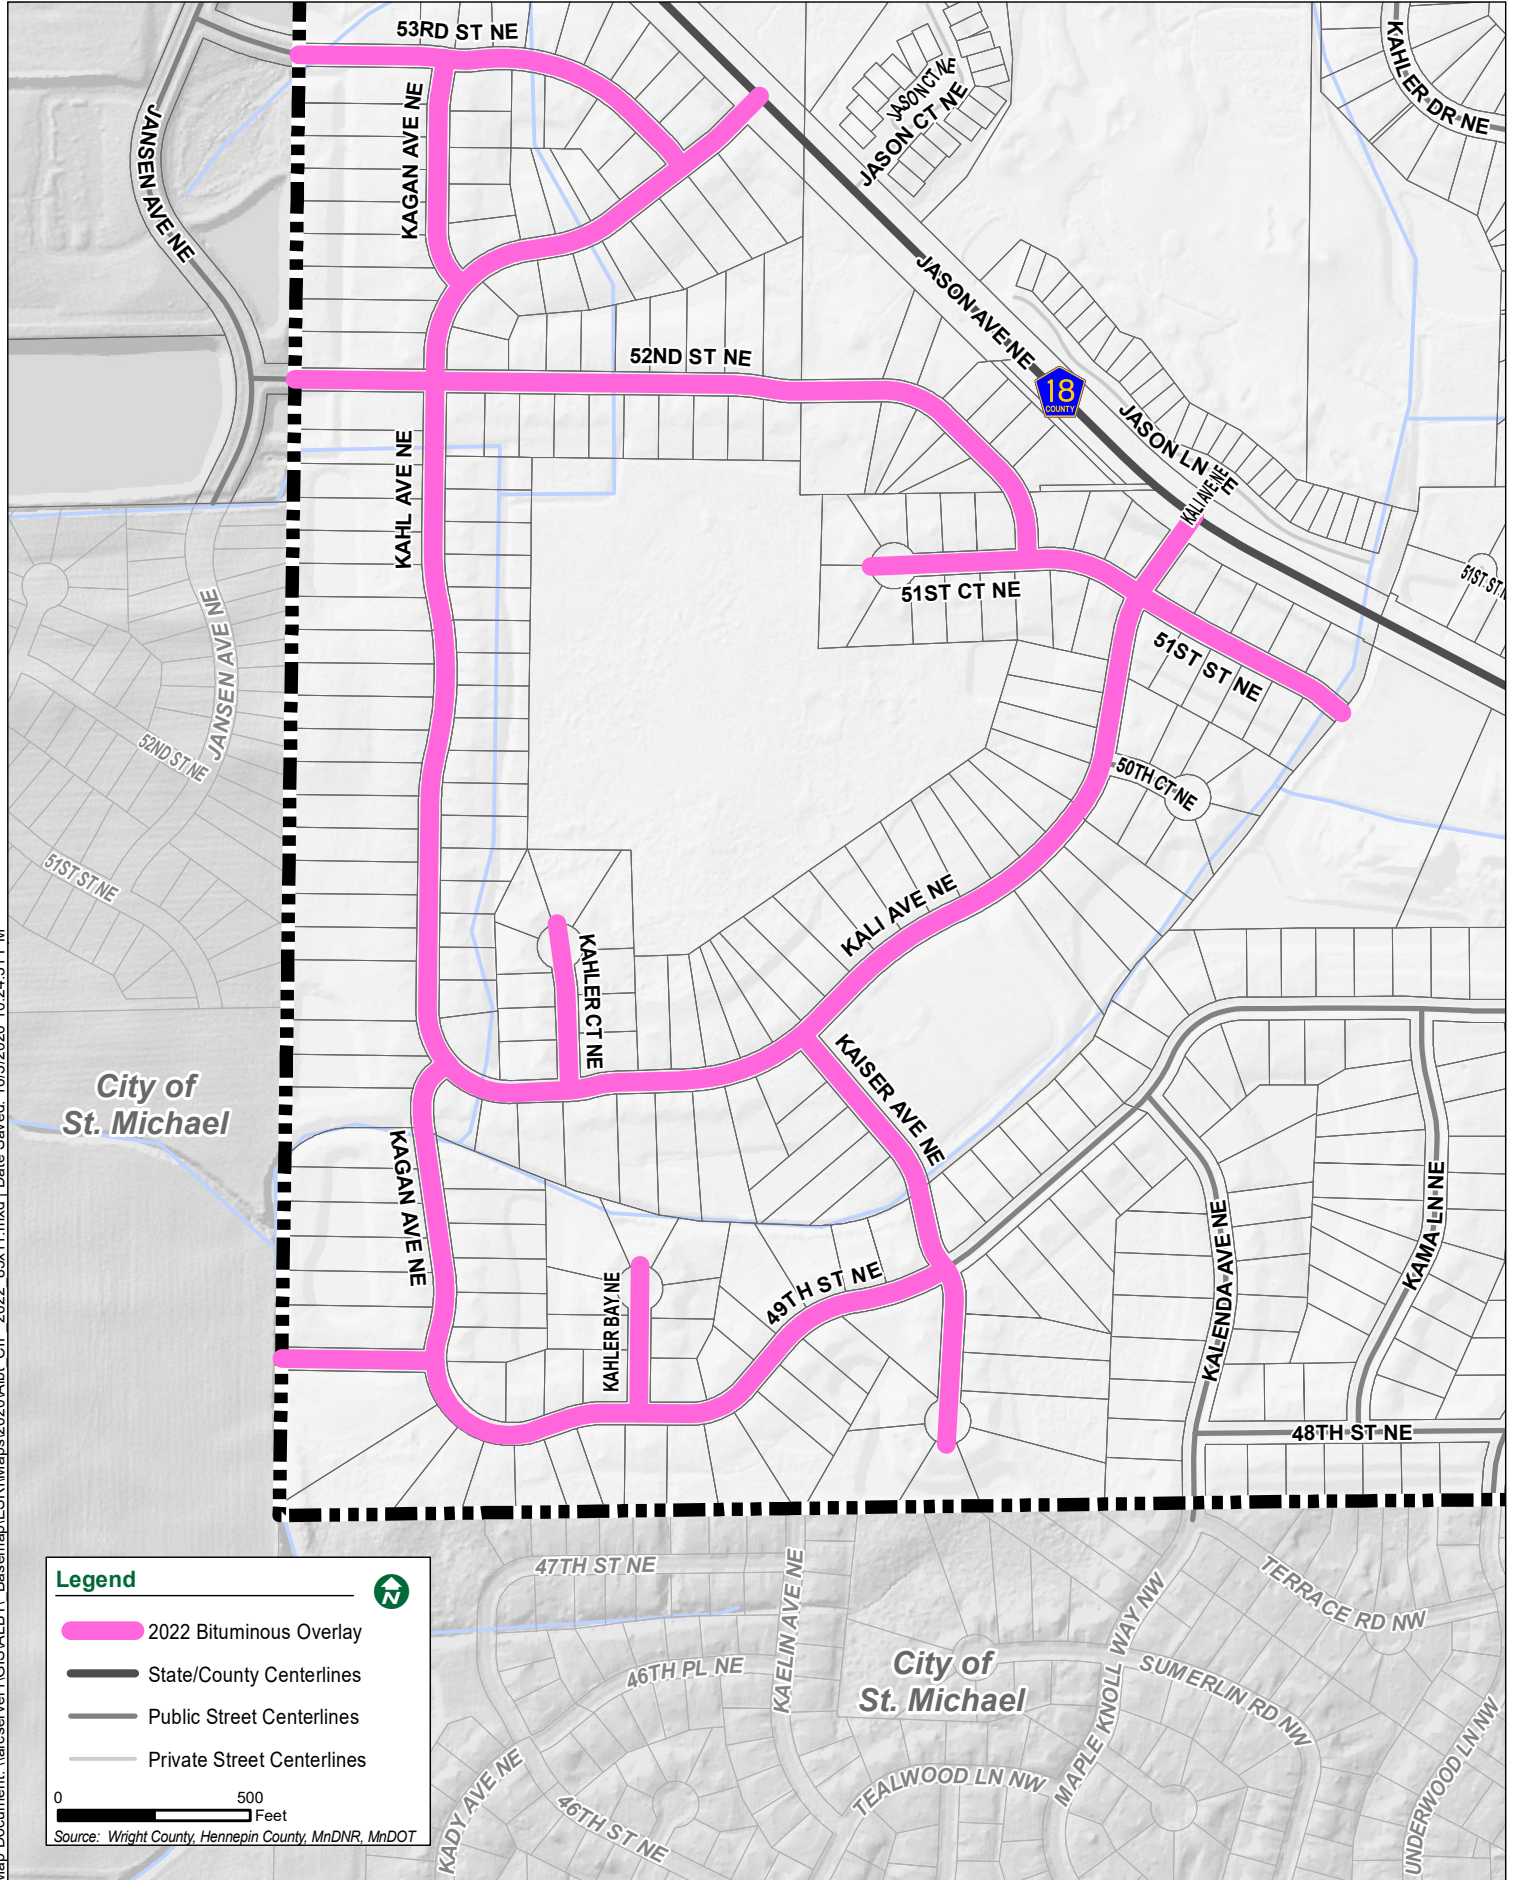 53RD ST NE
KAGAN AVE NE
JANSEN AVE NE
JASON CT NE
JASON CT NE
KAHLER DR NE
JASON AVE NE
52ND ST NE
18
COUNTY
JASON LN NE
KALI AVE NE
KAHL AVE NE
51ST CT NE
51ST ST NE
JANSEN AVE NE
52ND ST NE
51ST ST NE
50TH CT NE
KALI AVE NE
KAHLER CT NE
KAISER AVE NE
City of
St. Michael
KAGAN AVE NE
KAHLER BAY NE
49TH ST NE
KALENDA AVE NE
KAMA LN NE
48TH ST NE
47TH ST NE
KAELIN AVE NE
46TH PL NE
City of
St. Michael
MAPLE KNOLL WAY NW
TERRACE RD NW
SUMERLIN RD NW
TEALWOOD LN NW
UNDERWOOD LN NW
KADY AVE NE
46TH ST NE
Legend
N
2022 Bituminous Overlay
State/County Centerlines
Public Street Centerlines
Private Street Centerlines
0 500
Feet
Source: Wright County, Hennepin County, MnDNR, MnDOT